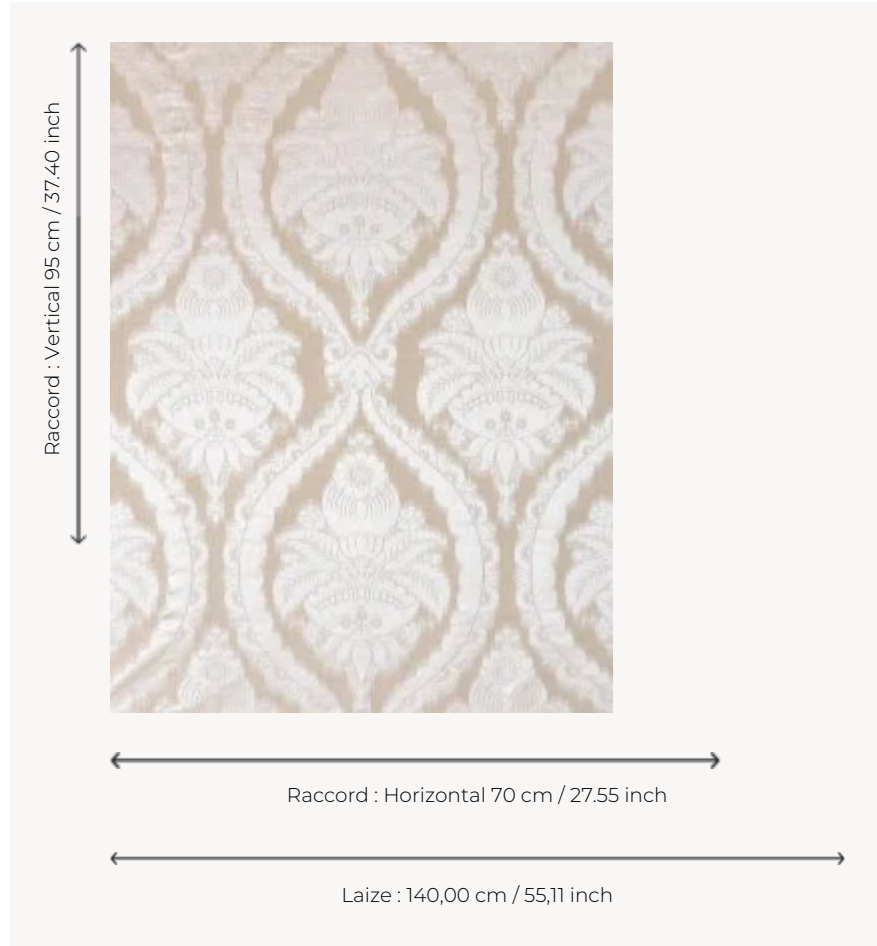 Raccord : Vertical 95 cm / 37.40 inch
Raccord : Horizontal 70 cm / 27.55 inch
Laize : 140,00 cm / 55,11 inch